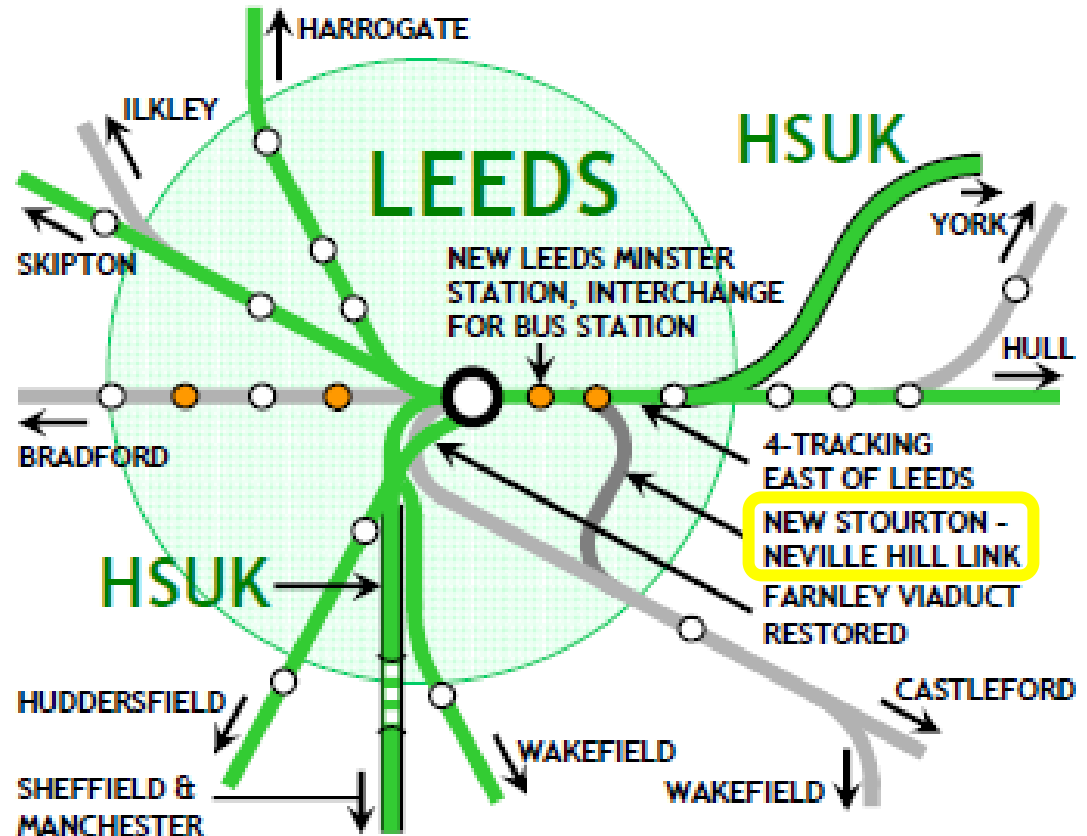 HARROGATE
ILKLEY
LEEDS
HSUK
SKIPTON
YORK
NEW LEEDS MINSTER
STATION, INTERCHANGE
FOR BUS STATION
HULL
BRADFORD
4-TRACKING
EAST OF LEEDS
NEW STOURTON -
NEVILLE HILL LINK
HSUK
FARNLEY VIADUCT
RESTORED
HUDDERSFIELD
CASTLEFORD
WAKEFIELD
SHEFFIELD &
MANCHESTER
WAKEFIELD